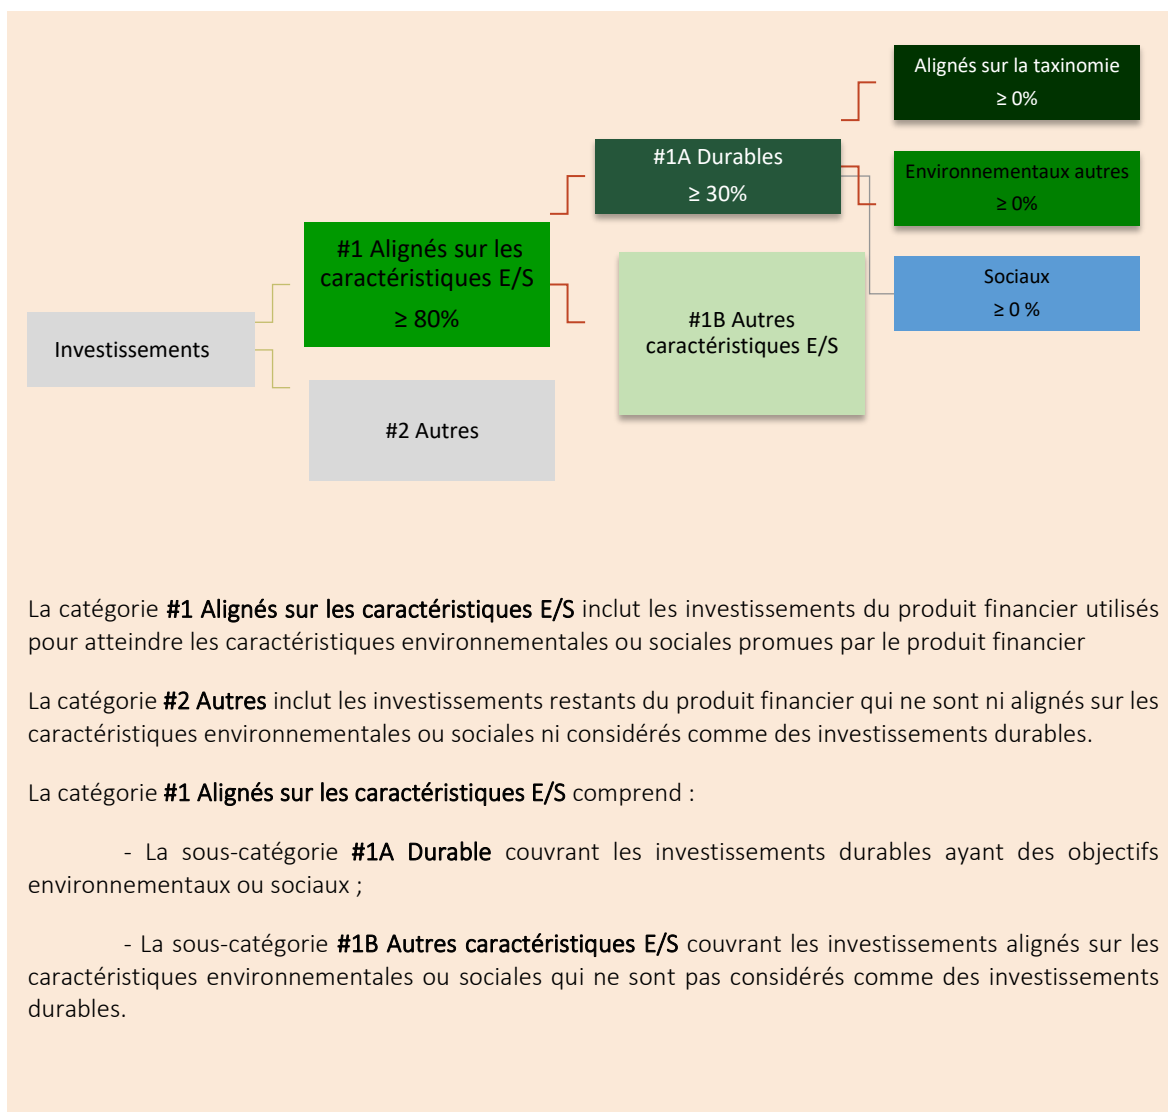 Alignés sur la taxinomie
≥ 0%
#1A Durables
≥ 30%
Environnementaux autres
≥ 0%
#1 Alignés sur les
caractéristiques E/S
≥ 80%
Sociaux
≥ 0 %
#1B Autres
caractéristiques E/S
Investissements
#2 Autres
La catégorie #1 Alignés sur les caractéristiques E/S inclut les investissements du produit financier utilisés
pour atteindre les caractéristiques environnementales ou sociales promues par le produit financier
La catégorie #2 Autres inclut les investissements restants du produit financier qui ne sont ni alignés sur les
caractéristiques environnementales ou sociales ni considérés comme des investissements durables.
La catégorie #1 Alignés sur les caractéristiques E/S comprend :
- La sous-catégorie #1A Durable couvrant les investissements durables ayant des objectifs
environnementaux ou sociaux ;
- La sous-catégorie #1B Autres caractéristiques E/S couvrant les investissements alignés sur les
caractéristiques environnementales ou sociales qui ne sont pas considérés comme des investissements
durables.